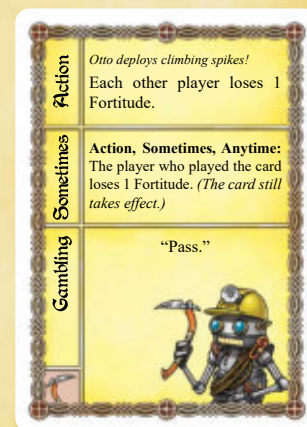 Action
Otto deploys climbing spikes!
Each other player loses 1
Fortitude.
Sometimes
Action, Sometimes, Anytime:
The player who played the card
loses 1 Fortitude. (The card still
takes effect.)
Gambling
“Pass.”